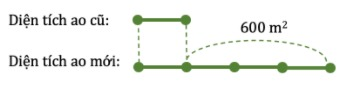 Diện tích ao cũ:
600 m²
Diện tích ao mới: